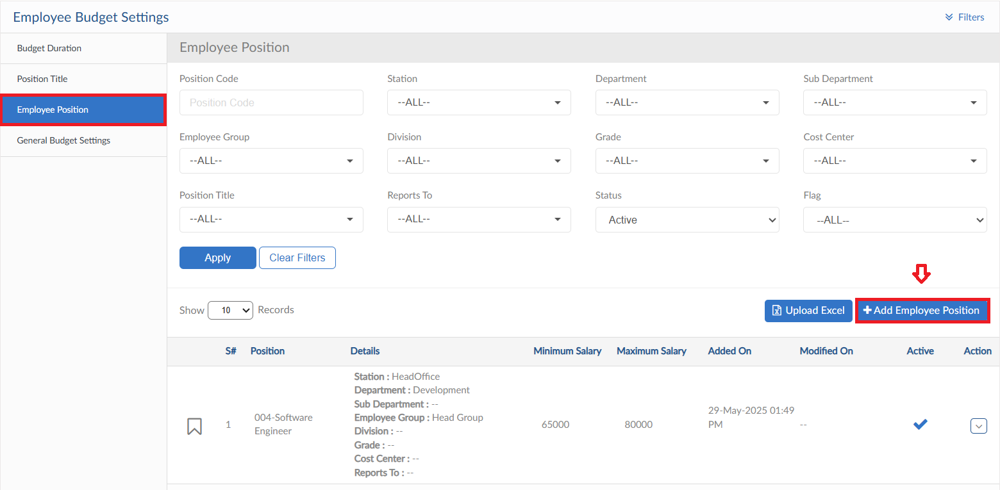 Employee Budget Settings
Filters
Budget Duration
Position Title
Employee Position
General Budget Settings
Employee Position
Position Code Station Department Sub Department
Position Code --ALL-- --ALL-- --ALL--
Employee Group Division Grade Cost Center
--ALL-- --ALL-- --ALL-- --ALL--
Position Title Reports To Status Flag
--ALL-- --ALL-- Active --ALL--
Apply Clear Filters
Show 10 Records Upload Excel Add Employee Position
S# Position Details Minimum Salary Maximum Salary Added On Modified On Active Action
Station : HeadOffice
Department : Development
Sub Department : --
Employee Group : Head Group
Division : --
Grade : --
Cost Center : --
Reports To : --
1 004-Software
Engineer
65000 80000 29-May-2025 01:49
PM
--